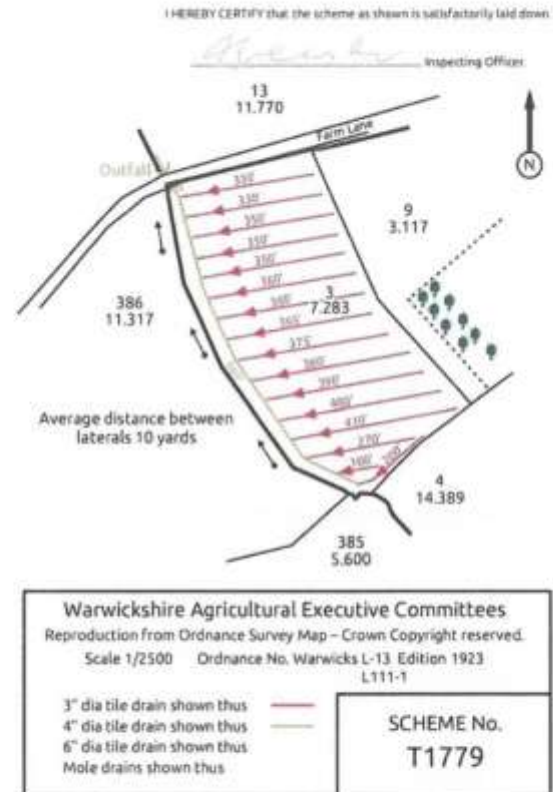 I HEREBY CERTIFY that the scheme as shown is satisfactorily laid down
Inspecting Officer
13
11.770
Farm Lane
Outfall
N
330'
330'
350'
350'
350'
360'
360'
365'
375'
380'
390'
400'
410'
270'
100'
200'
9
3.117
3
7.283
386
11.317
Average distance between
laterals 10 yards
4
14.389
385
5.600
Warwickshire Agricultural Executive Committees
Reproduction from Ordnance Survey Map – Crown Copyright reserved.
Scale 1/2500 Ordnance No. Warwicks L-13 Edition 1923
L111-1
3" dia tile drain shown thus
4" dia tile drain shown thus
6" dia tile drain shown thus
Mole drains shown thus
SCHEME No.
T1779